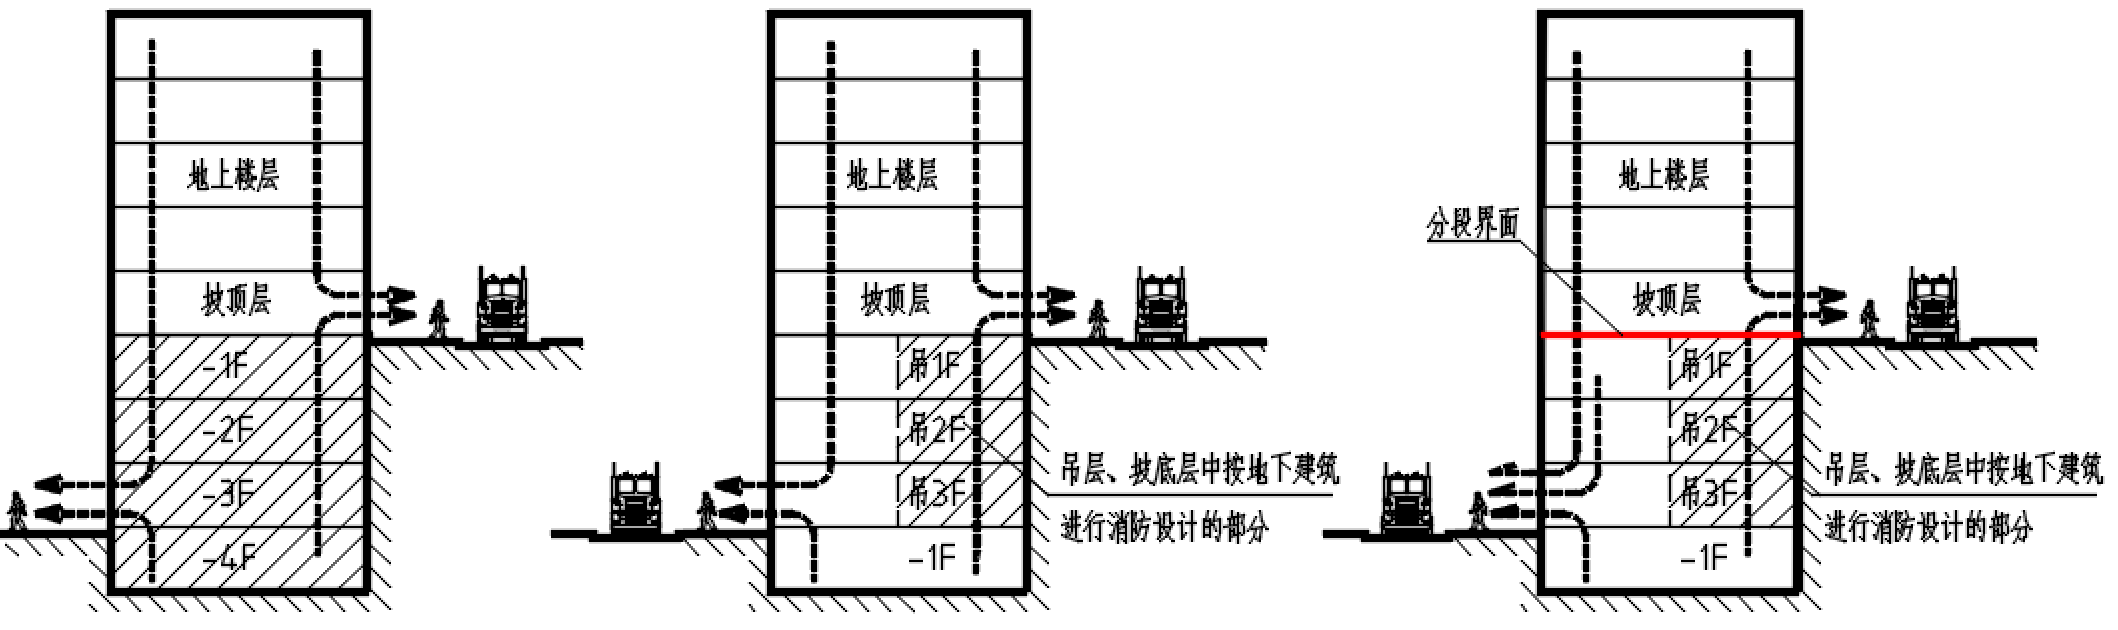 地上楼层
坡顶层
-1F
-2F
-3F
-4F
地上楼层
坡顶层
吊1F
吊2F
吊3F
-1F
吊层、坡底层中按地下建筑
进行消防设计的部分
分段界面
地上楼层
坡顶层
吊1F
吊2F
吊3F
-1F
吊层、坡底层中按地下建筑
进行消防设计的部分